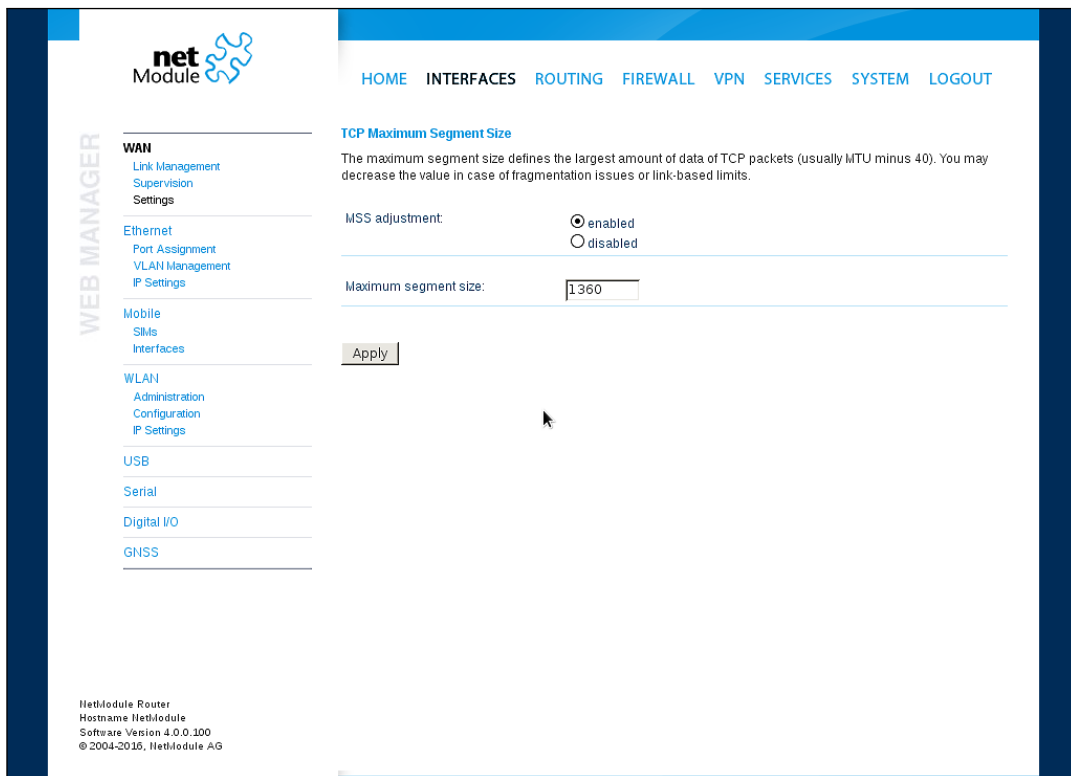 net
Module
HOME INTERFACES ROUTING FIREWALL VPN SERVICES SYSTEM LOGOUT
WEB MANAGER
WAN
Link Management
Supervision
Settings
Ethernet
Port Assignment
VLAN Management
IP Settings
Mobile
SIMs
Interfaces
WLAN
Administration
Configuration
IP Settings
USB
Serial
Digital I/O
GNSS
TCP Maximum Segment Size
The maximum segment size defines the largest amount of data of TCP packets (usually MTU minus 40). You may
decrease the value in case of fragmentation issues or link-based limits.
MSS adjustment:
enabled
disabled
Maximum segment size: 1360
Apply
NetModule Router
Hostname NetModule
Software Version 4.0.0.100
© 2004-2016, NetModule AG